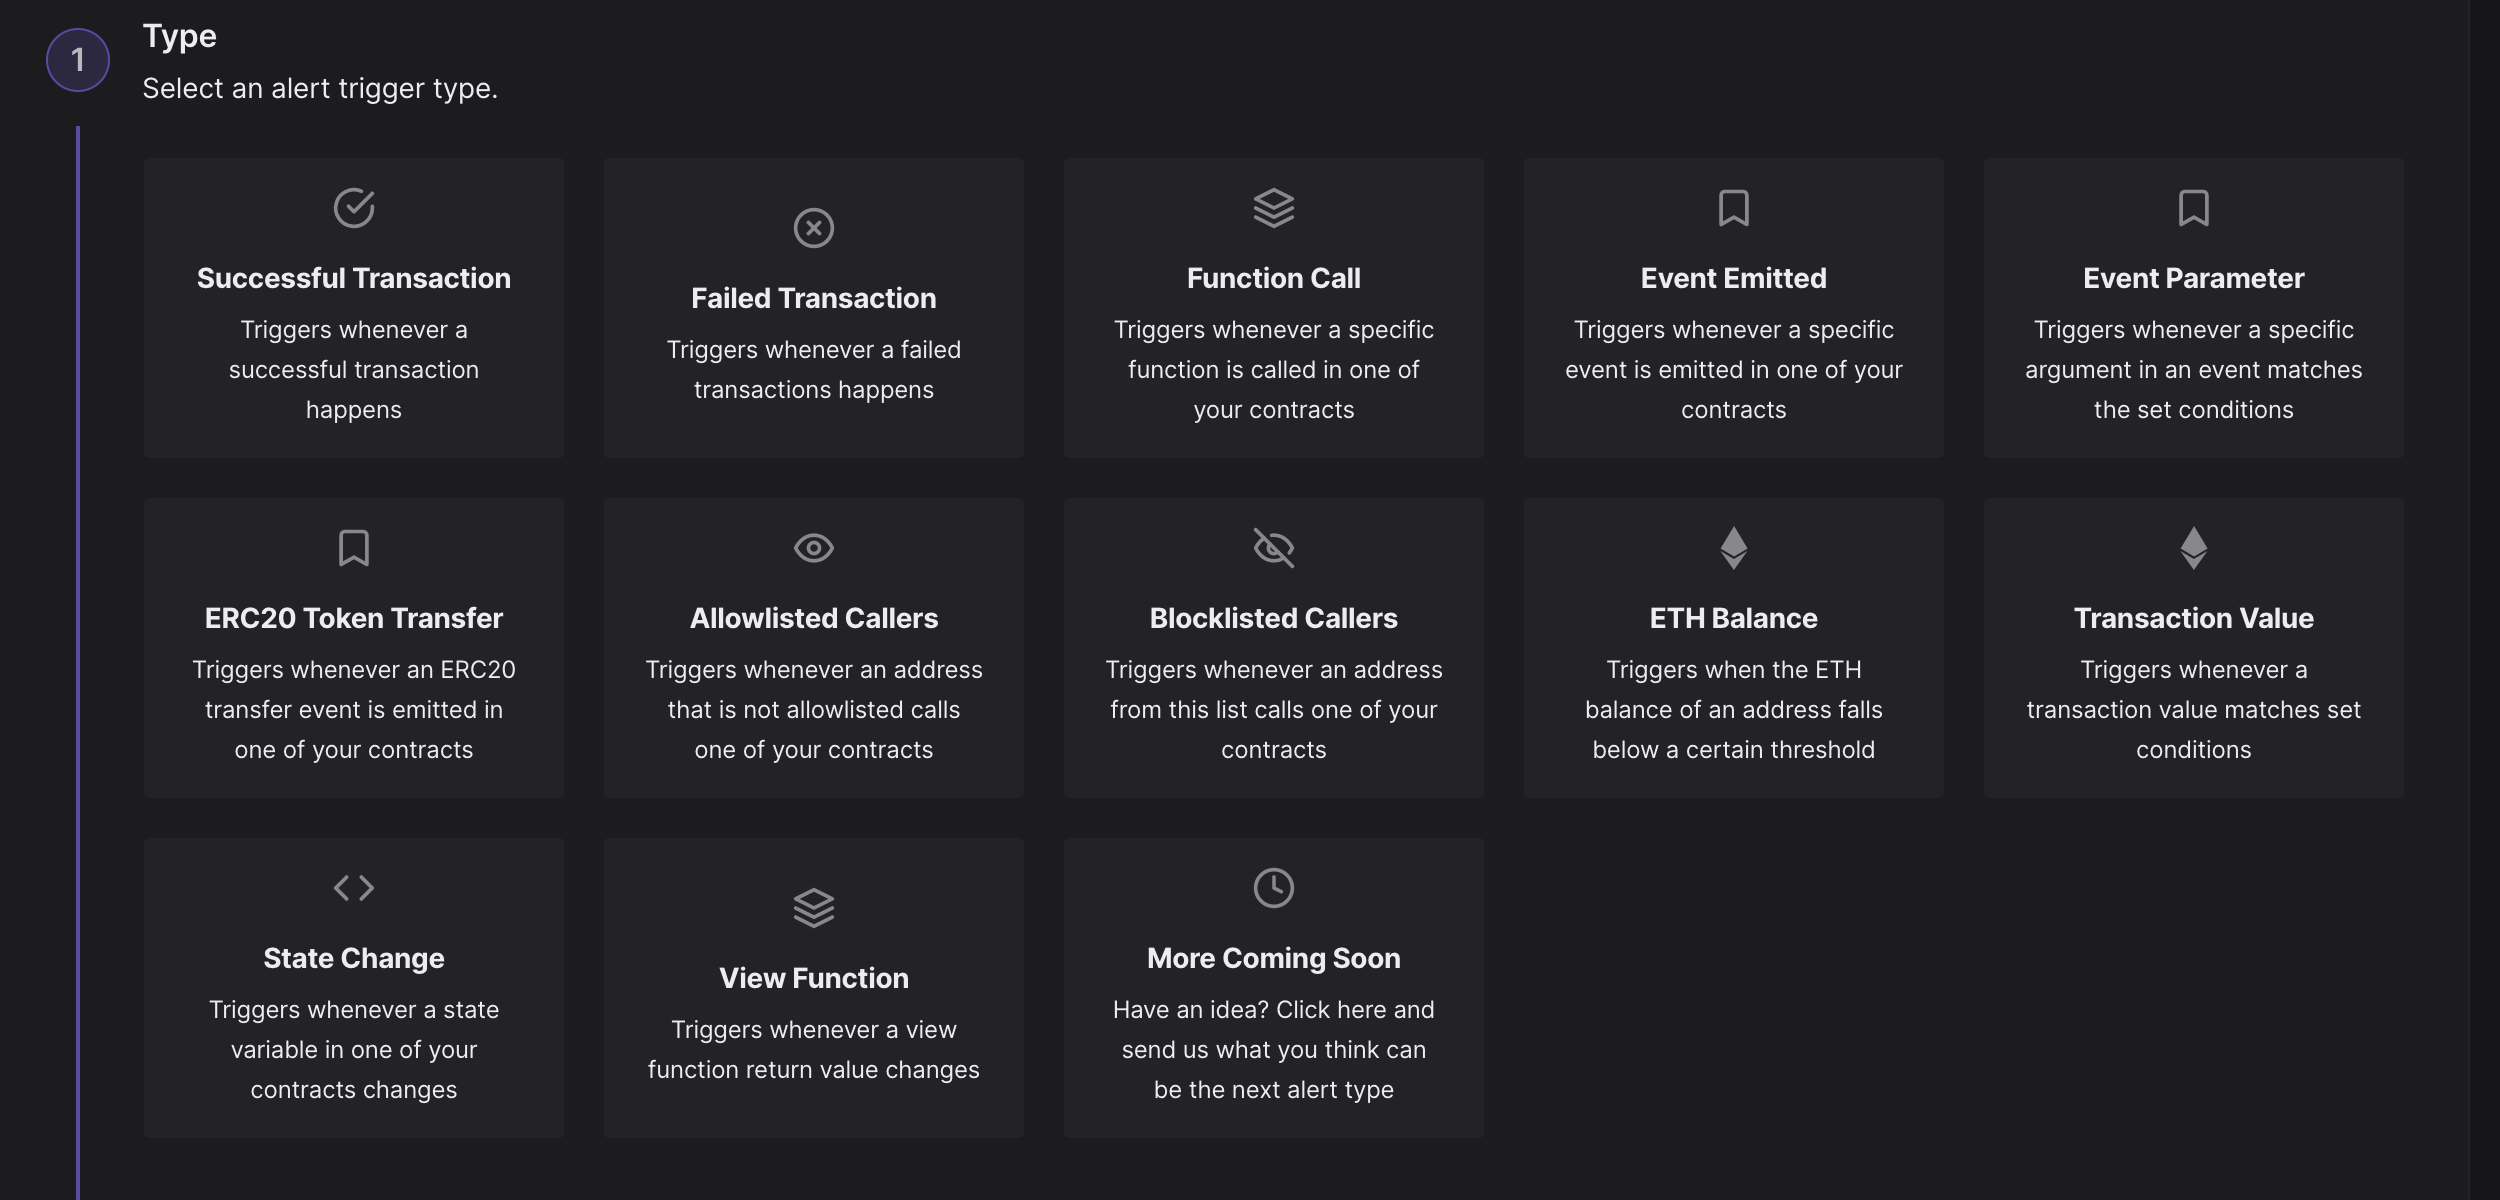 1
Type
Select an alert trigger type.
Successful Transaction
Triggers whenever a
successful transaction
happens
Failed Transaction
Triggers whenever a failed
transactions happens
Function Call
Triggers whenever a specific
function is called in one of
your contracts
Event Emitted
Triggers whenever a specific
event is emitted in one of your
contracts
Event Parameter
Triggers whenever a specific
argument in an event matches
the set conditions
ERC20 Token Transfer
Triggers whenever an ERC20
transfer event is emitted in
one of your contracts
Allowlisted Callers
Triggers whenever an address
that is not allowlisted calls
one of your contracts
Blocklisted Callers
Triggers whenever an address
from this list calls one of your
contracts
ETH Balance
Triggers when the ETH
balance of an address falls
below a certain threshold
Transaction Value
Triggers whenever a
transaction value matches set
conditions
State Change
Triggers whenever a state
variable in one of your
contracts changes
View Function
Triggers whenever a view
function return value changes
More Coming Soon
Have an idea? Click here and
send us what you think can
be the next alert type